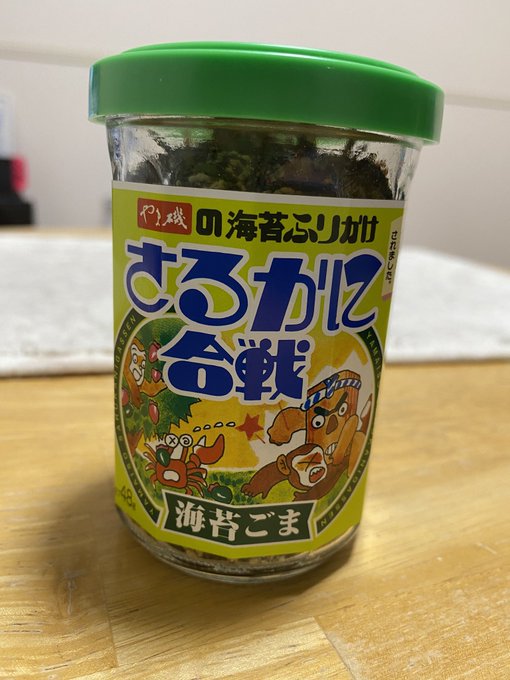 やま磯の海苔ふりかけ
さるかに
合戦
海苔ごま
されました。
48g